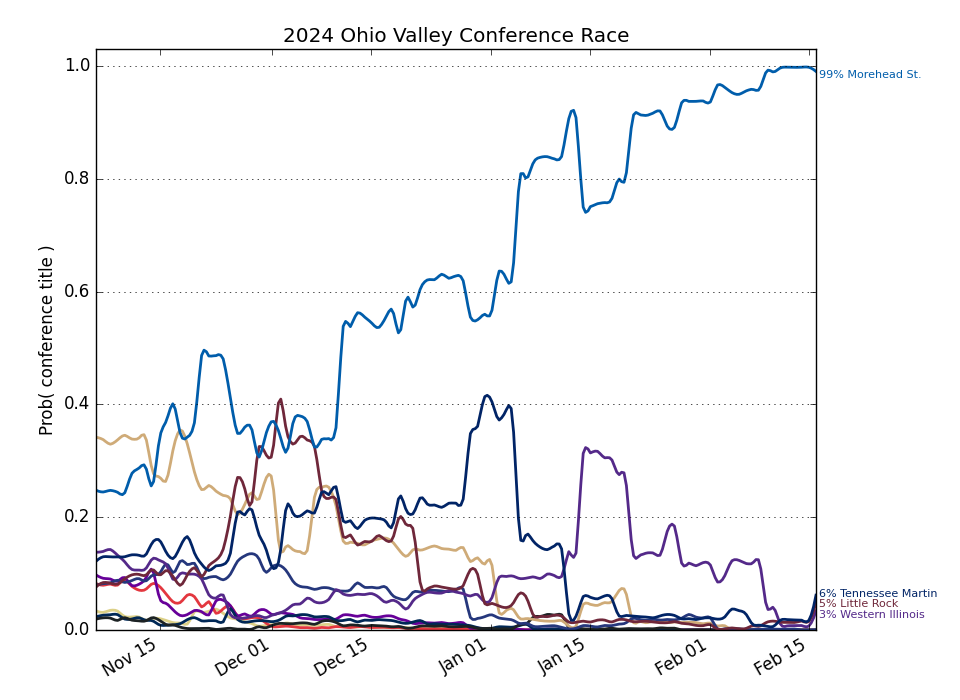 2024 Ohio Valley Conference Race
Prob( conference title )
1.0
0.8
0.6
0.4
0.2
0.0
Nov 15
Dec 01
Dec 15
Jan 01
Jan 15
Feb 01
Feb 15
99% Morehead St.
6% Tennessee Martin
5% Little Rock
3% Western Illinois